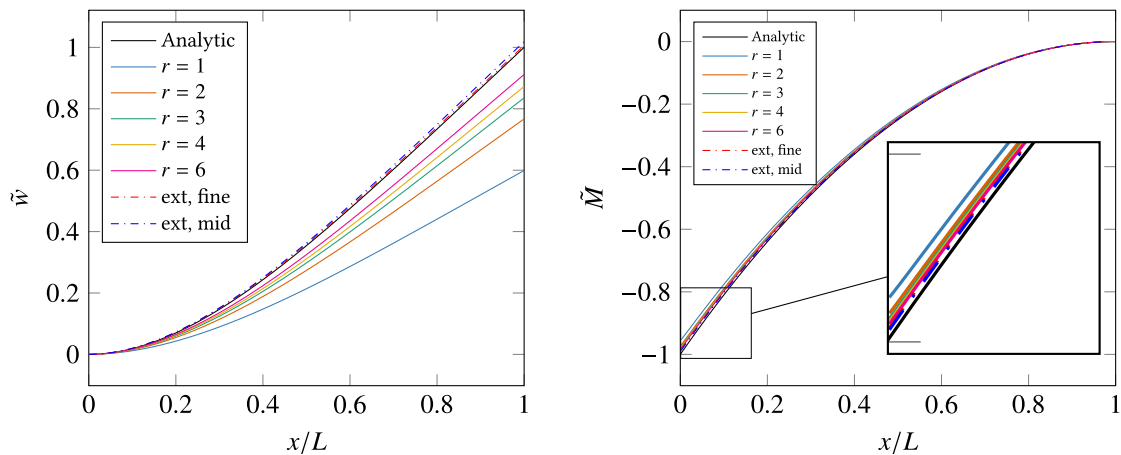 Analytic
r = 1
r = 2
r = 3
r = 4
r = 6
ext, fine
ext, mid
1
0.8
0.6
0.4
0.2
0
0 0.2 0.4 0.6 0.8 1
x/L
w̃
Analytic
r = 1
r = 2
r = 3
r = 4
r = 6
ext, fine
ext, mid
0
−0.2
−0.4
−0.6
−0.8
−1
0 0.2 0.4 0.6 0.8 1
x/L
M̃